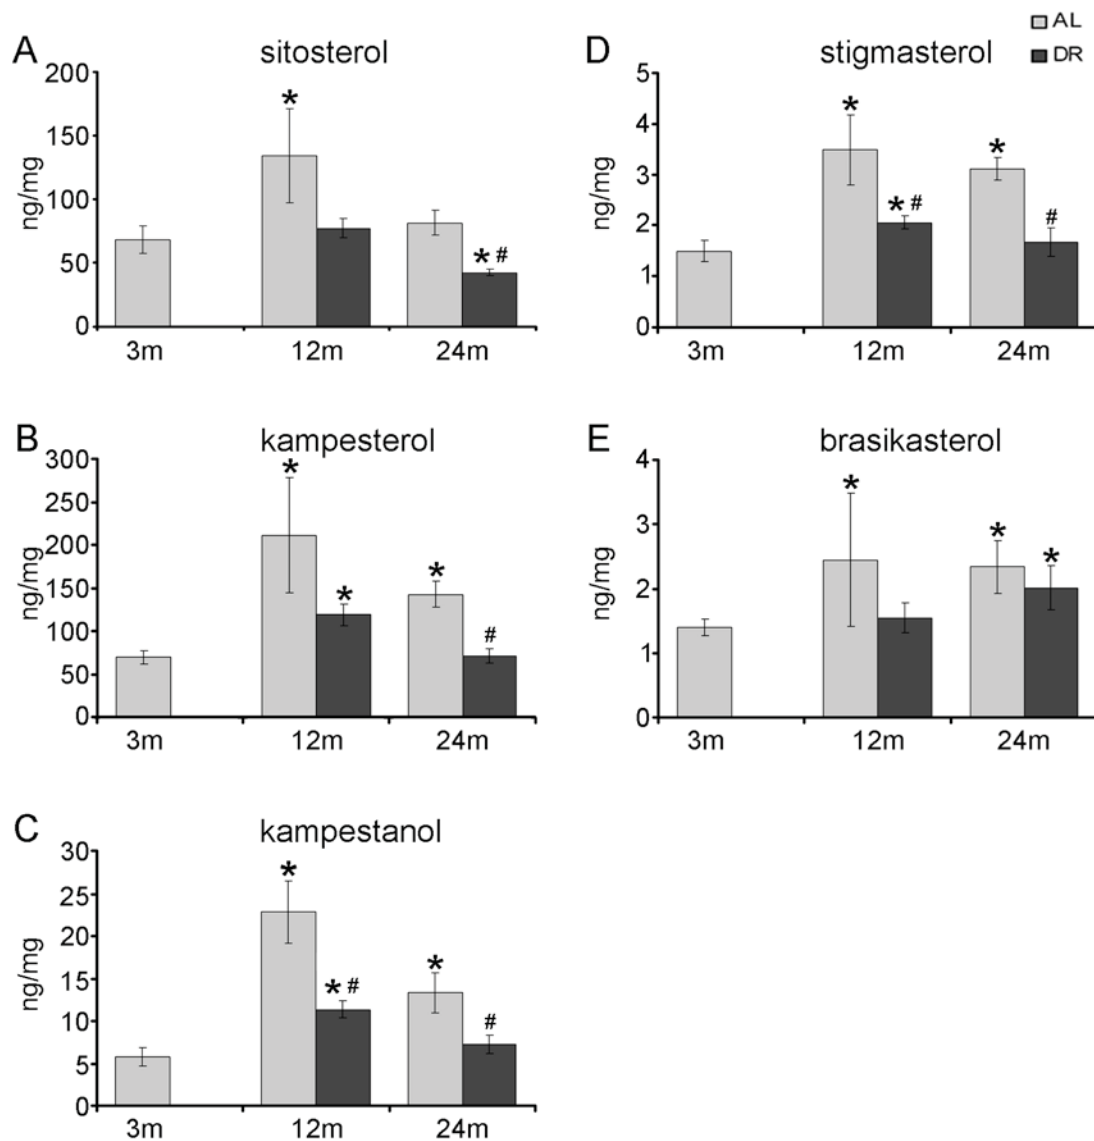 AL
DR
A
sitosterol
200
150
100
50
0
ng/mg
*
* #
3m 12m 24m
D
stigmasterol
5
4
3
2
1
0
ng/mg
*
* #
*
#
3m 12m 24m
B
kampesterol
300
250
200
150
100
50
0
ng/mg
*
*
*
#
3m 12m 24m
E
brasikasterol
4
3
2
1
0
ng/mg
*
*
*
3m 12m 24m
C
kampestanol
30
25
20
15
10
5
0
ng/mg
*
* #
*
#
3m 12m 24m